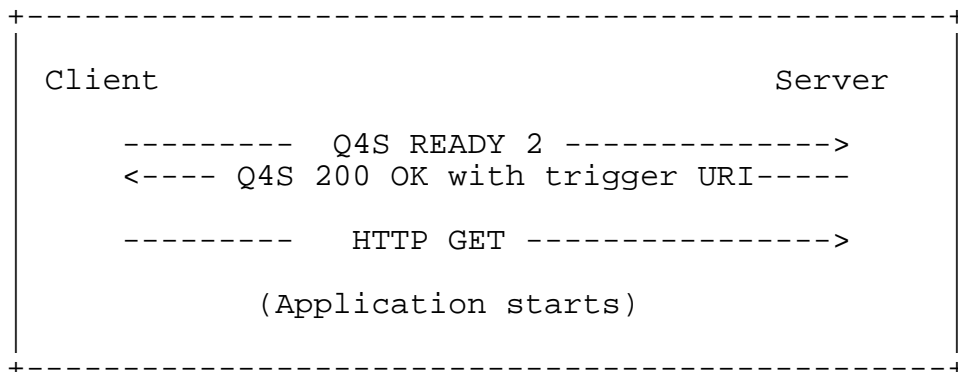 +---------------------------------------------+
Client Server
--------- Q4S READY 2 -------------->
<---- Q4S 200 OK with trigger URI-----
--------- HTTP GET ---------------->
(Application starts)
+---------------------------------------------+